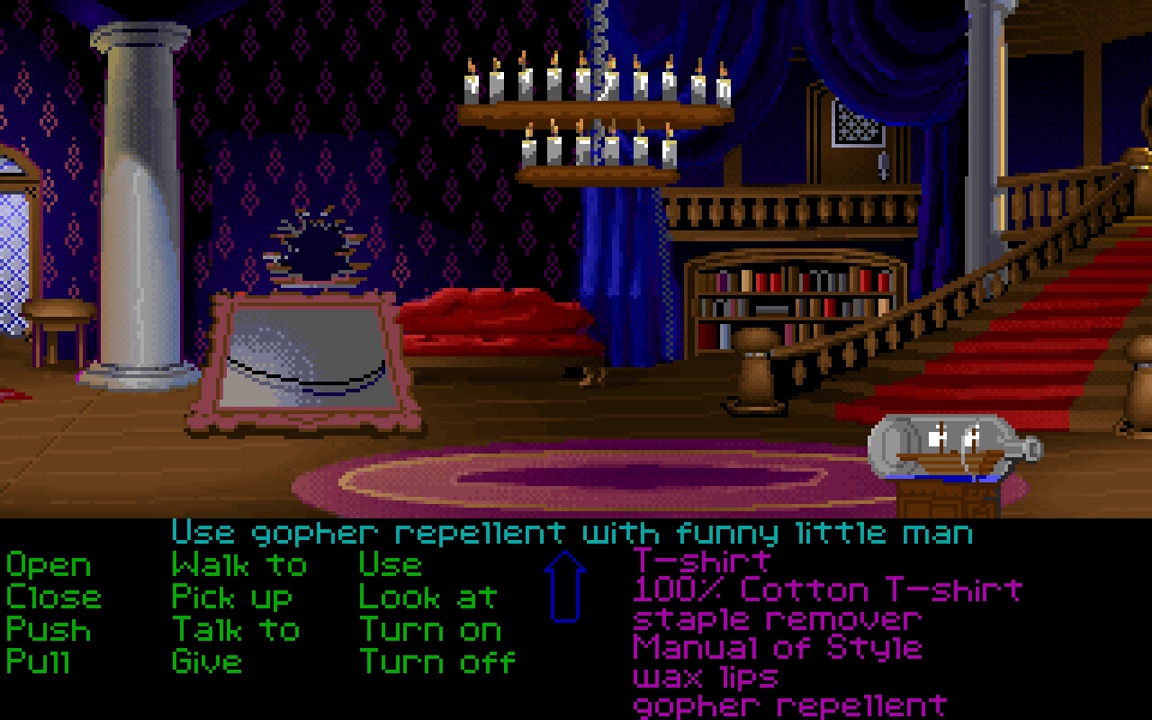 Use gopher repellent with funny little man
Open Walk to Use
Close Pick up Look at
Push Talk to Turn on
Pull Give Turn off
T-shirt
100% Cotton T-shirt
staple remover
Manual of Style
wax lips
gopher repellent